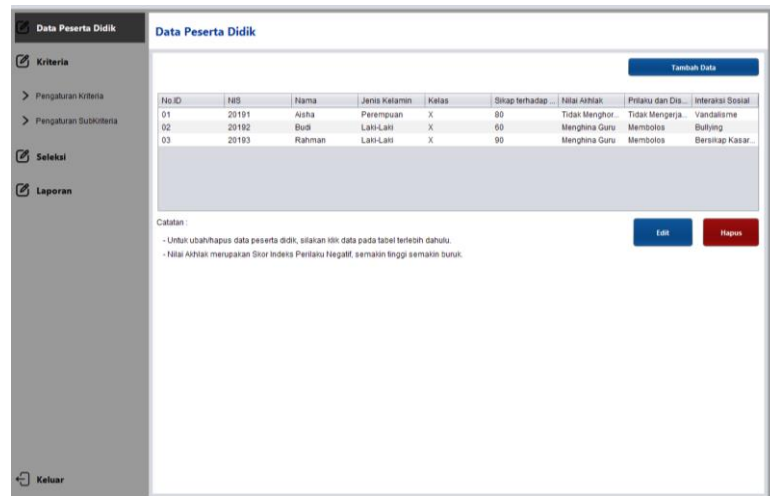 Data Peserta Didik
Kriteria
Pengaturan Kriteria
Pengaturan SubKriteria
Seleksi
Laporan
Keluar
Data Peserta Didik
Tambah Data
No.ID NIS Nama Jenis Kelamin Kelas Sikap terhadap ... Nilai Akhlak Prilaku dan Dis... Interaksi Sosial
01 20191 Aisha Perempuan X 80 Tidak Menghor... Tidak Mengerja... Vandalisme
02 20192 Budi Laki-Laki X 60 Menghina Guru Membolos Bullying
03 20193 Rahman Laki-Laki X 90 Menghina Guru Membolos Bersikap Kasar...
Catatan :
- Untuk ubah/hapus data peserta didik, silakan klik data pada tabel terlebih dahulu.
- Nilai Akhlak merupakan Skor Indeks Perilaku Negatif, semakin tinggi semakin buruk.
Edit
Hapus